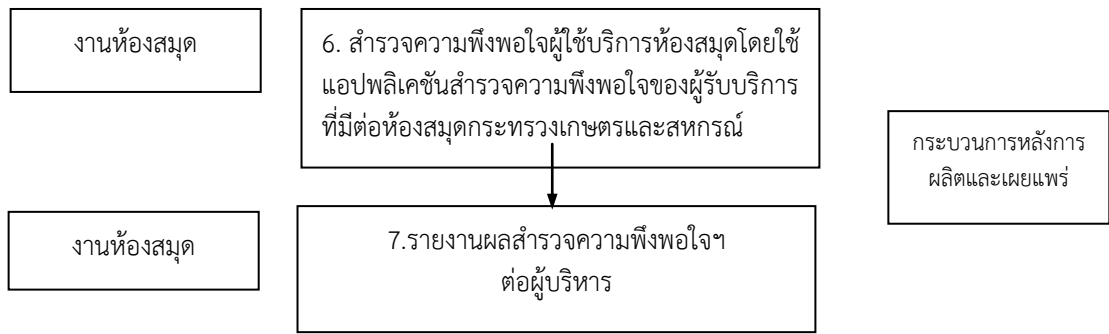 งานห้องสมุด
6. สำรวจความพึงพอใจผู้ใช้บริการห้องสมุดโดยใช้
แอปพลิเคชันสำรวจความพึงพอใจของผู้รับบริการ
ที่มีต่อห้องสมุดกระทรวงเกษตรและสหกรณ์
กระบวนการหลังการ
ผลิตและเผยแพร่
งานห้องสมุด
7.รายงานผลสำรวจความพึงพอใจฯ
ต่อผู้บริหาร